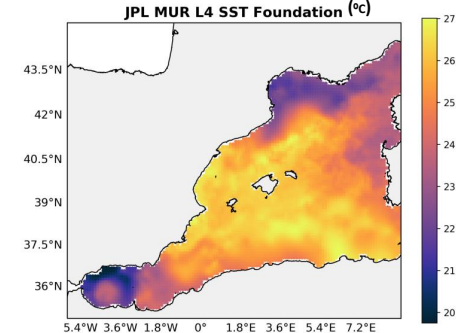 JPL MUR L4 SST Foundation (⁰C)
27
26
25
24
23
22
21
20
43.5°N
42°N
40.5°N
39°N
37.5°N
36°N
5.4°W 3.6°W 1.8°W 0° 1.8°E 3.6°E 5.4°E 7.2°E